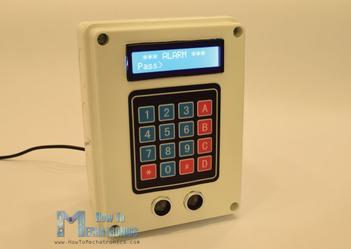 *** ALARM ***
Pass>
1 2 3 A
4 5 6 B
7 8 9 C
* 0 # D
HOW TO
MECHATRONICS
www.HowToMechatronics.com